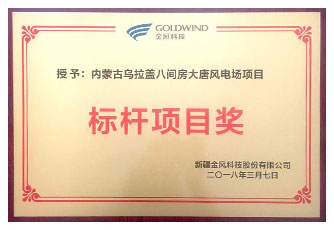 GOLDWIND
金风科技
授予：内蒙古乌拉盖八间房大唐风电场项目
标杆项目奖
新疆金风科技股份有限公司
二〇一八年三月七日